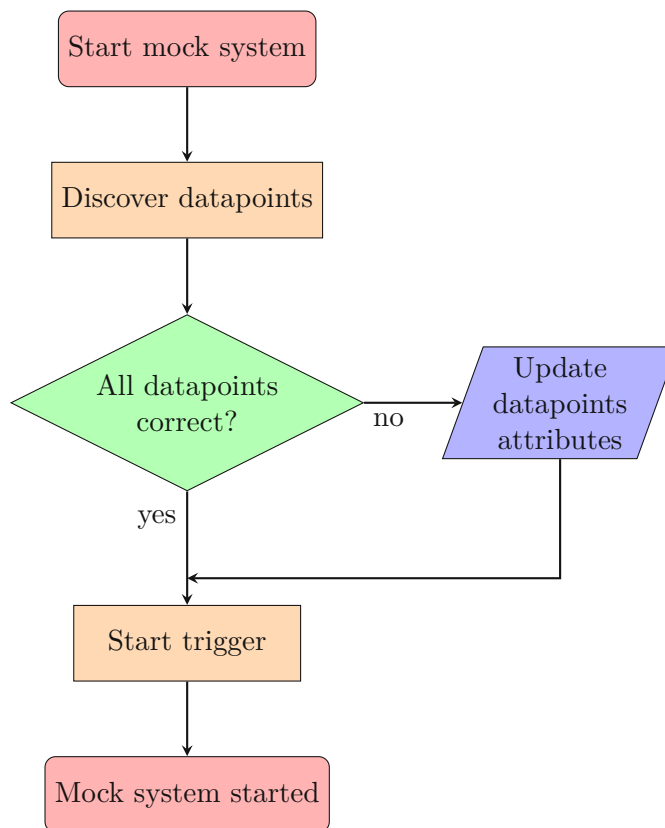 Start mock system
Discover datapoints
All datapoints
correct?
no
Update
datapoints
attributes
yes
Start trigger
Mock system started